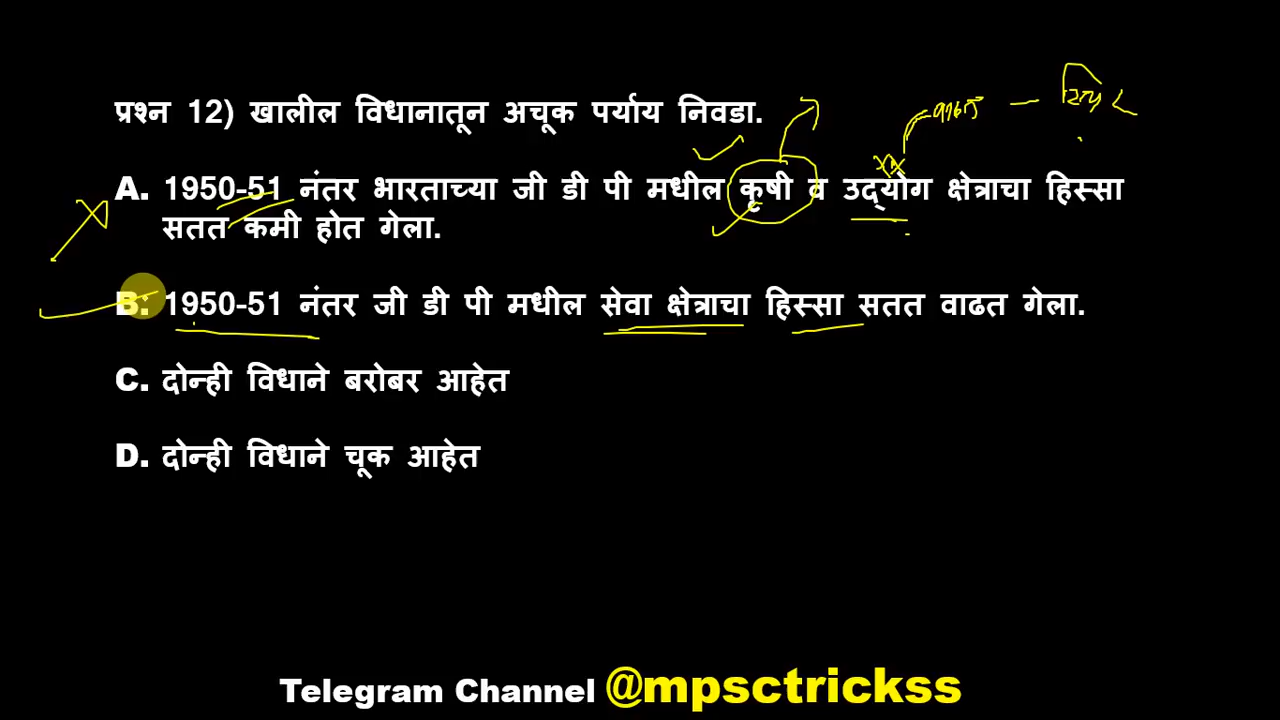 प्रश्न 12) खालील विधानातून अचूक पर्याय निवडा.
A. 1950-51 नंतर भारताच्या जी डी पी मधील कृषी व उद्योग क्षेत्राचा हिस्सा
सतत कमी होत गेला.
B. 1950-51 नंतर जी डी पी मधील सेवा क्षेत्राचा हिस्सा सतत वाढत गेला.
C. दोन्ही विधाने बरोबर आहेत
D. दोन्ही विधाने चूक आहेत
Telegram Channel @mpsctrickss